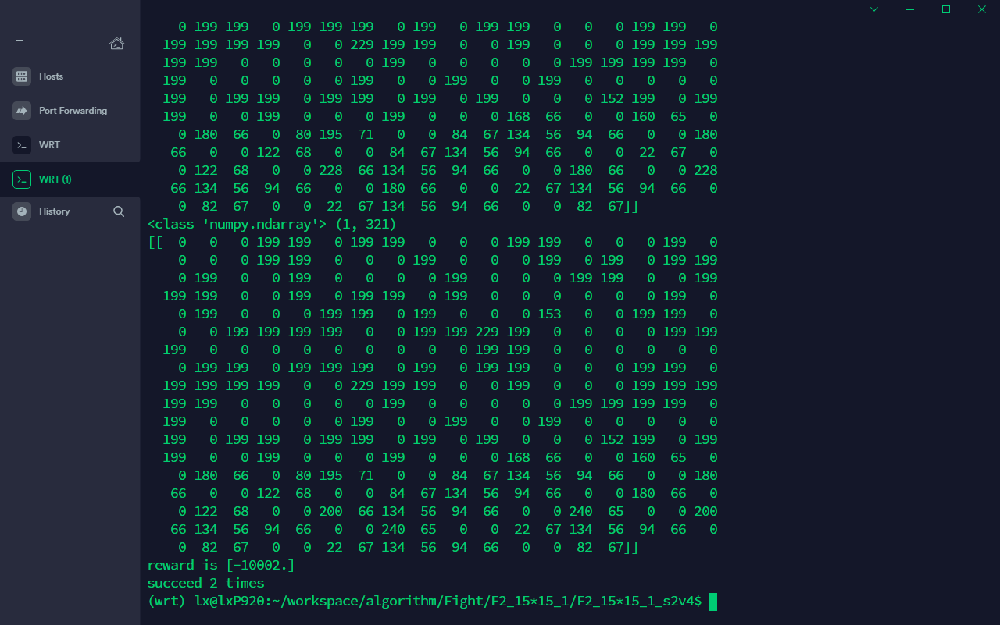 Hosts
Port Forwarding
WRT
WRT (1)
History
0 199 199 0 199 199 199 0 199 0 199 199 0 0 0 199 199 0
199 199 199 199 0 0 229 199 199 0 0 199 0 0 0 199 199 199
199 199 0 0 0 0 0 199 0 0 0 0 0 199 199 199 199 0
199 0 0 0 0 0 199 0 0 199 0 0 199 0 0 0 0 0
199 0 199 199 0 199 199 0 199 0 199 0 0 0 152 199 0 199
199 0 0 199 0 0 0 199 0 0 0 168 66 0 0 160 65 0
0 180 66 0 80 195 71 0 0 84 67 134 56 94 66 0 0 180
66 0 0 122 68 0 0 84 67 134 56 94 66 0 0 22 67 0
0 122 68 0 0 228 66 134 56 94 66 0 0 180 66 0 0 228
66 134 56 94 66 0 0 180 66 0 0 22 67 134 56 94 66 0
0 82 67 0 0 22 67 134 56 94 66 0 0 82 67]]
<class 'numpy.ndarray'> (1, 321)
[[ 0 0 0 199 199 0 199 199 0 0 0 199 199 0 0 0 199 0
0 0 0 199 199 0 0 0 199 0 0 0 199 0 199 0 199 199
0 199 0 0 199 0 0 0 0 199 0 0 0 199 199 0 0 199
199 199 0 0 199 0 199 199 0 199 0 0 0 0 0 0 199 0
0 199 0 0 0 199 199 0 199 0 0 0 153 0 0 199 199 0
0 0 199 199 199 199 0 0 199 199 229 199 0 0 0 0 199 199
199 0 0 0 0 0 0 0 0 0 199 199 0 0 0 0 0 0
0 199 199 0 199 199 199 0 199 0 199 199 0 0 0 199 199 0
199 199 199 199 0 0 229 199 199 0 0 199 0 0 0 199 199 199
199 199 0 0 0 0 0 199 0 0 0 0 0 199 199 199 199 0
199 0 0 0 0 0 199 0 0 199 0 0 199 0 0 0 0 0
199 0 199 199 0 199 199 0 199 0 199 0 0 0 152 199 0 199
199 0 0 199 0 0 0 199 0 0 0 168 66 0 0 160 65 0
0 180 66 0 80 195 71 0 0 84 67 134 56 94 66 0 0 180
66 0 0 122 68 0 0 84 67 134 56 94 66 0 0 180 66 0
0 122 68 0 0 200 66 134 56 94 66 0 0 240 65 0 0 200
66 134 56 94 66 0 0 240 65 0 0 22 67 134 56 94 66 0
0 82 67 0 0 22 67 134 56 94 66 0 0 82 67]]
reward is [-10002.]
succeed 2 times
(wrt) lx@lxP920:~/workspace/algorithm/Fight/F2_15*15_1/F2_15*15_1_s2v4$